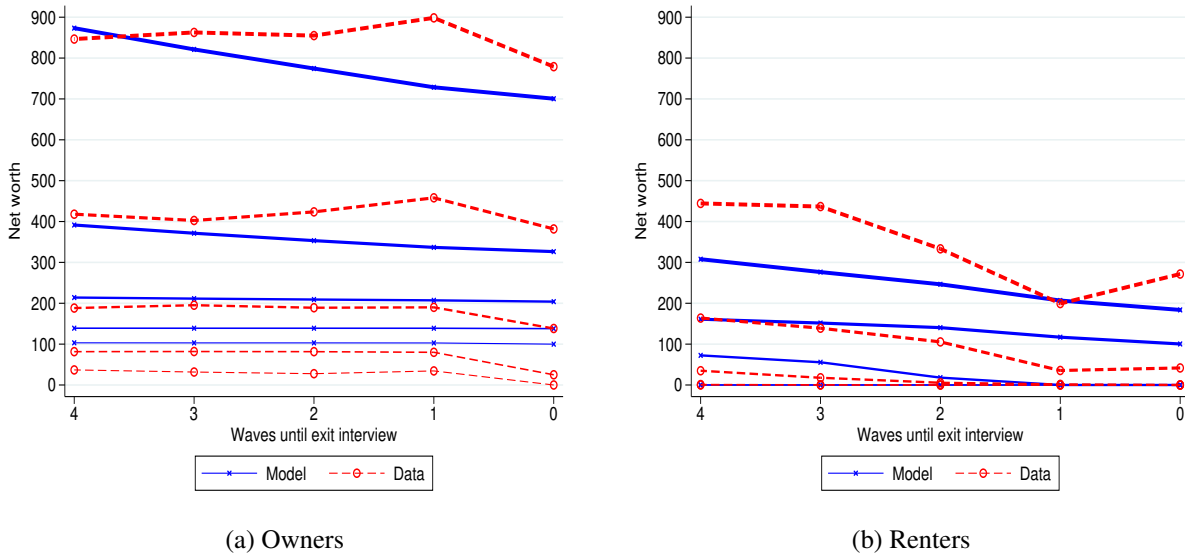 900
800
700
600
500
400
300
200
100
0
Net worth
4 3 2 1 0
Waves until exit interview
Model Data
(a) Owners
900
800
700
600
500
400
300
200
100
0
Net worth
4 3 2 1 0
Waves until exit interview
Model Data
(b) Renters